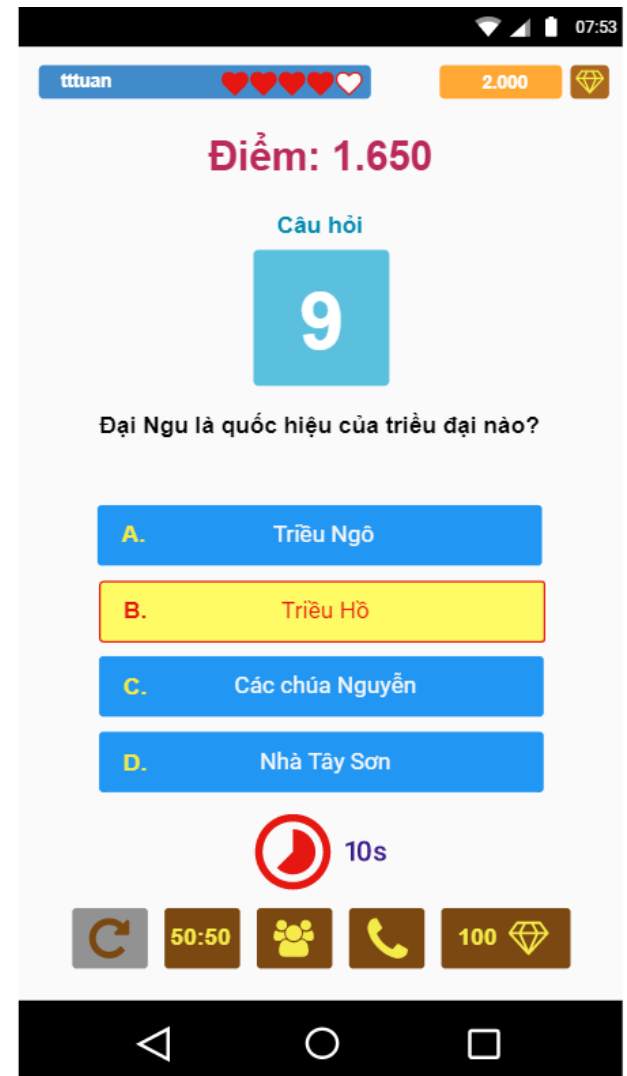 07:53
tttuan
2.000
Điểm: 1.650
Câu hỏi
9
Đại Ngu là quốc hiệu của triều đại nào?
A. Triều Ngô
B. Triều Hồ
C. Các chúa Nguyễn
D. Nhà Tây Sơn
10s
50:50
100